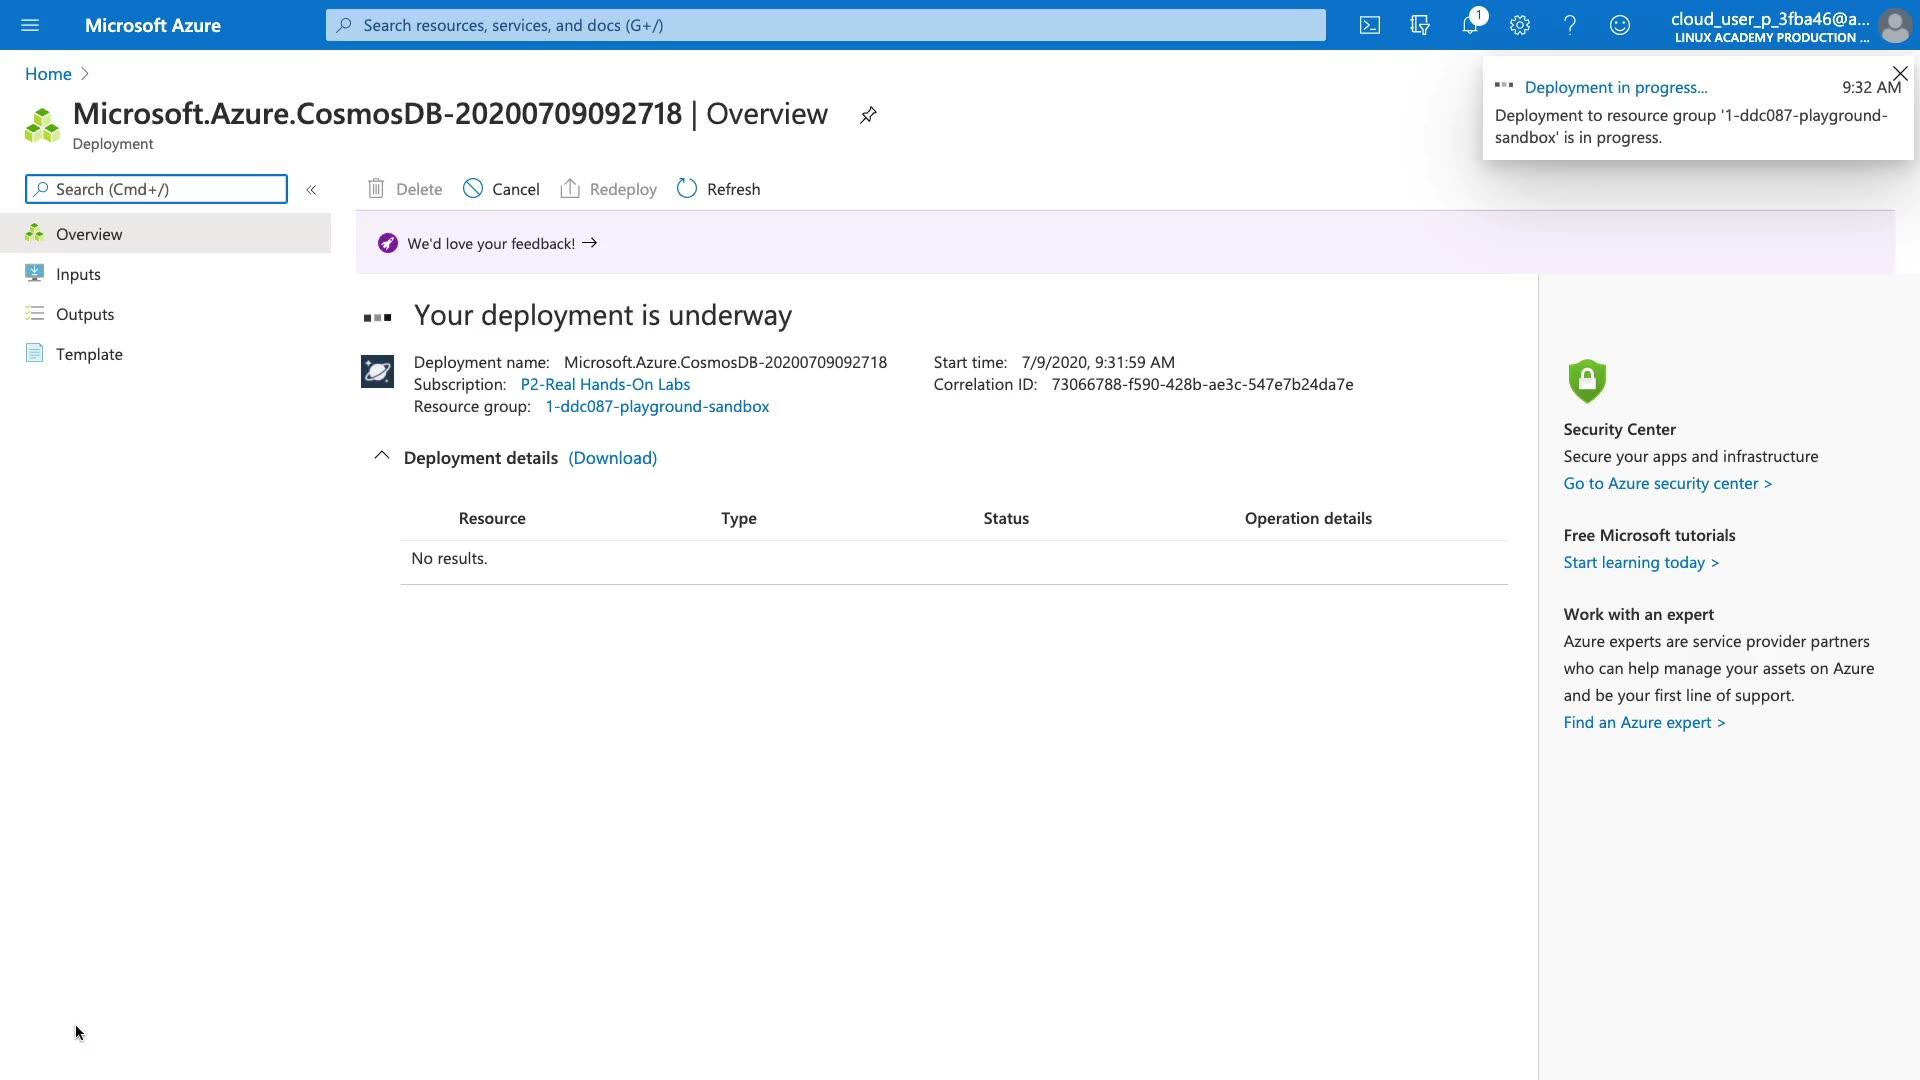 Microsoft Azure
Search resources, services, and docs (G+/)
1
cloud_user_p_3fba46@a...
LINUX ACADEMY PRODUCTION ...
Home
Microsoft.Azure.CosmosDB-20200709092718 | Overview
Deployment
Deployment in progress...
9:32 AM
Deployment to resource group '1-ddc087-playground-
sandbox' is in progress.
Search (Cmd+/)
«
Delete
Cancel
Redeploy
Refresh
Overview
Inputs
Outputs
Template
We'd love your feedback! →
Your deployment is underway
Deployment name: Microsoft.Azure.CosmosDB-20200709092718
Subscription: P2-Real Hands-On Labs
Resource group: 1-ddc087-playground-sandbox
Start time: 7/9/2020, 9:31:59 AM
Correlation ID: 73066788-f590-428b-ae3c-547e7b24da7e
Deployment details (Download)
Resource Type Status Operation details
No results.
Security Center
Secure your apps and infrastructure
Go to Azure security center >
Free Microsoft tutorials
Start learning today >
Work with an expert
Azure experts are service provider partners
who can help manage your assets on Azure
and be your first line of support.
Find an Azure expert >